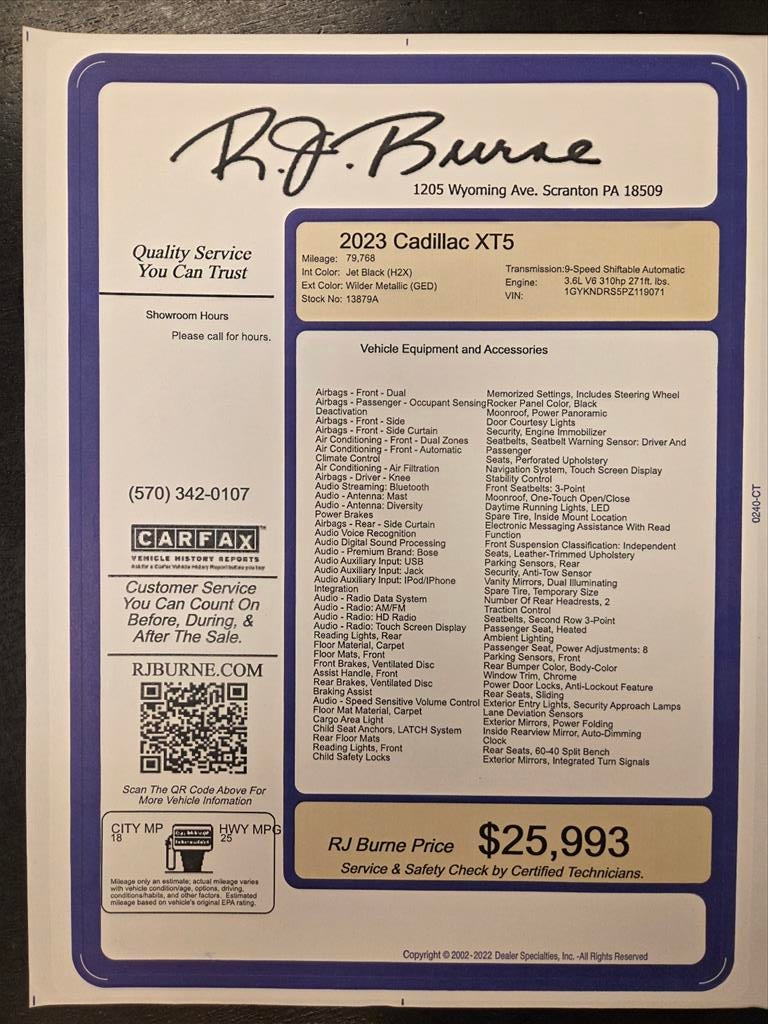 R.J. Burne
1205 Wyoming Ave. Scranton PA 18509
Quality Service
You Can Trust
Showroom Hours
Please call for hours.
(570) 342-0107
CARFAX
VEHICLE HISTORY REPORTS
Ask for a Carfax Vehicle History Report before you buy
Customer Service
You Can Count On
Before, During, &
After The Sale.
RJBURNE.COM
Scan The QR Code Above For
More Vehicle Infomation
CITY MP
18
HWY MPG
25
Mileage only an estimate; actual mileage varies
with vehicle condition/age, options, driving,
conditions/habits, and other factors. Estimated
mileage based on vehicle's original EPA rating.
2023 Cadillac XT5
Mileage: 79,768
Int Color: Jet Black (H2X)
Ext Color: Wilder Metallic (GED)
Stock No: 13879A
Transmission:9-Speed Shiftable Automatic
Engine: 3.6L V6 310hp 271ft. lbs.
VIN: 1GYKNDRS5PZ119071
Vehicle Equipment and Accessories
Airbags - Front - Dual
Airbags - Passenger - Occupant Sensing
Deactivation
Airbags - Front - Side
Airbags - Front - Side Curtain
Air Conditioning - Front - Dual Zones
Air Conditioning - Front - Automatic
Climate Control
Air Conditioning - Air Filtration
Airbags - Driver - Knee
Audio Streaming: Bluetooth
Audio - Antenna: Mast
Audio - Antenna: Diversity
Power Brakes
Airbags - Rear - Side Curtain
Audio Voice Recognition
Audio Digital Sound Processing
Audio - Premium Brand: Bose
Audio Auxiliary Input: USB
Audio Auxiliary Input: Jack
Audio Auxiliary Input: IPod/IPhone
Integration
Audio - Radio Data System
Audio - Radio: AM/FM
Audio - Radio: HD Radio
Audio - Radio: Touch Screen Display
Reading Lights, Rear
Floor Material, Carpet
Floor Mats, Front
Front Brakes, Ventilated Disc
Assist Handle, Front
Rear Brakes, Ventilated Disc
Braking Assist
Audio - Speed Sensitive Volume Control
Floor Mat Material, Carpet
Cargo Area Light
Child Seat Anchors, LATCH System
Rear Floor Mats
Reading Lights, Front
Child Safety Locks
Memorized Settings, Includes Steering Wheel
Rocker Panel Color, Black
Moonroof, Power Panoramic
Door Courtesy Lights
Security, Engine Immobilizer
Seatbelts, Seatbelt Warning Sensor: Driver And
Passenger
Seats, Perforated Upholstery
Navigation System, Touch Screen Display
Stability Control
Front Seatbelts: 3-Point
Moonroof, One-Touch Open/Close
Daytime Running Lights, LED
Spare Tire, Inside Mount Location
Electronic Messaging Assistance With Read
Function
Front Suspension Classification: Independent
Seats, Leather-Trimmed Upholstery
Parking Sensors, Rear
Security, Anti-Tow Sensor
Vanity Mirrors, Dual Illuminating
Spare Tire, Temporary Size
Number Of Rear Headrests, 2
Traction Control
Seatbelts, Second Row 3-Point
Passenger Seat, Heated
Ambient Lighting
Passenger Seat, Power Adjustments: 8
Parking Sensors, Front
Rear Bumper Color, Body-Color
Window Trim, Chrome
Power Door Locks, Anti-Lockout Feature
Rear Seats, Sliding
Exterior Entry Lights, Security Approach Lamps
Lane Deviation Sensors
Exterior Mirrors, Power Folding
Inside Rearview Mirror, Auto-Dimming
Clock
Rear Seats, 60-40 Split Bench
Exterior Mirrors, Integrated Turn Signals
RJ Burne Price $25,993
Service & Safety Check by Certified Technicians.
Copyright © 2002-2022 Dealer Specialties, Inc. -All Rights Reserved
0240-CT